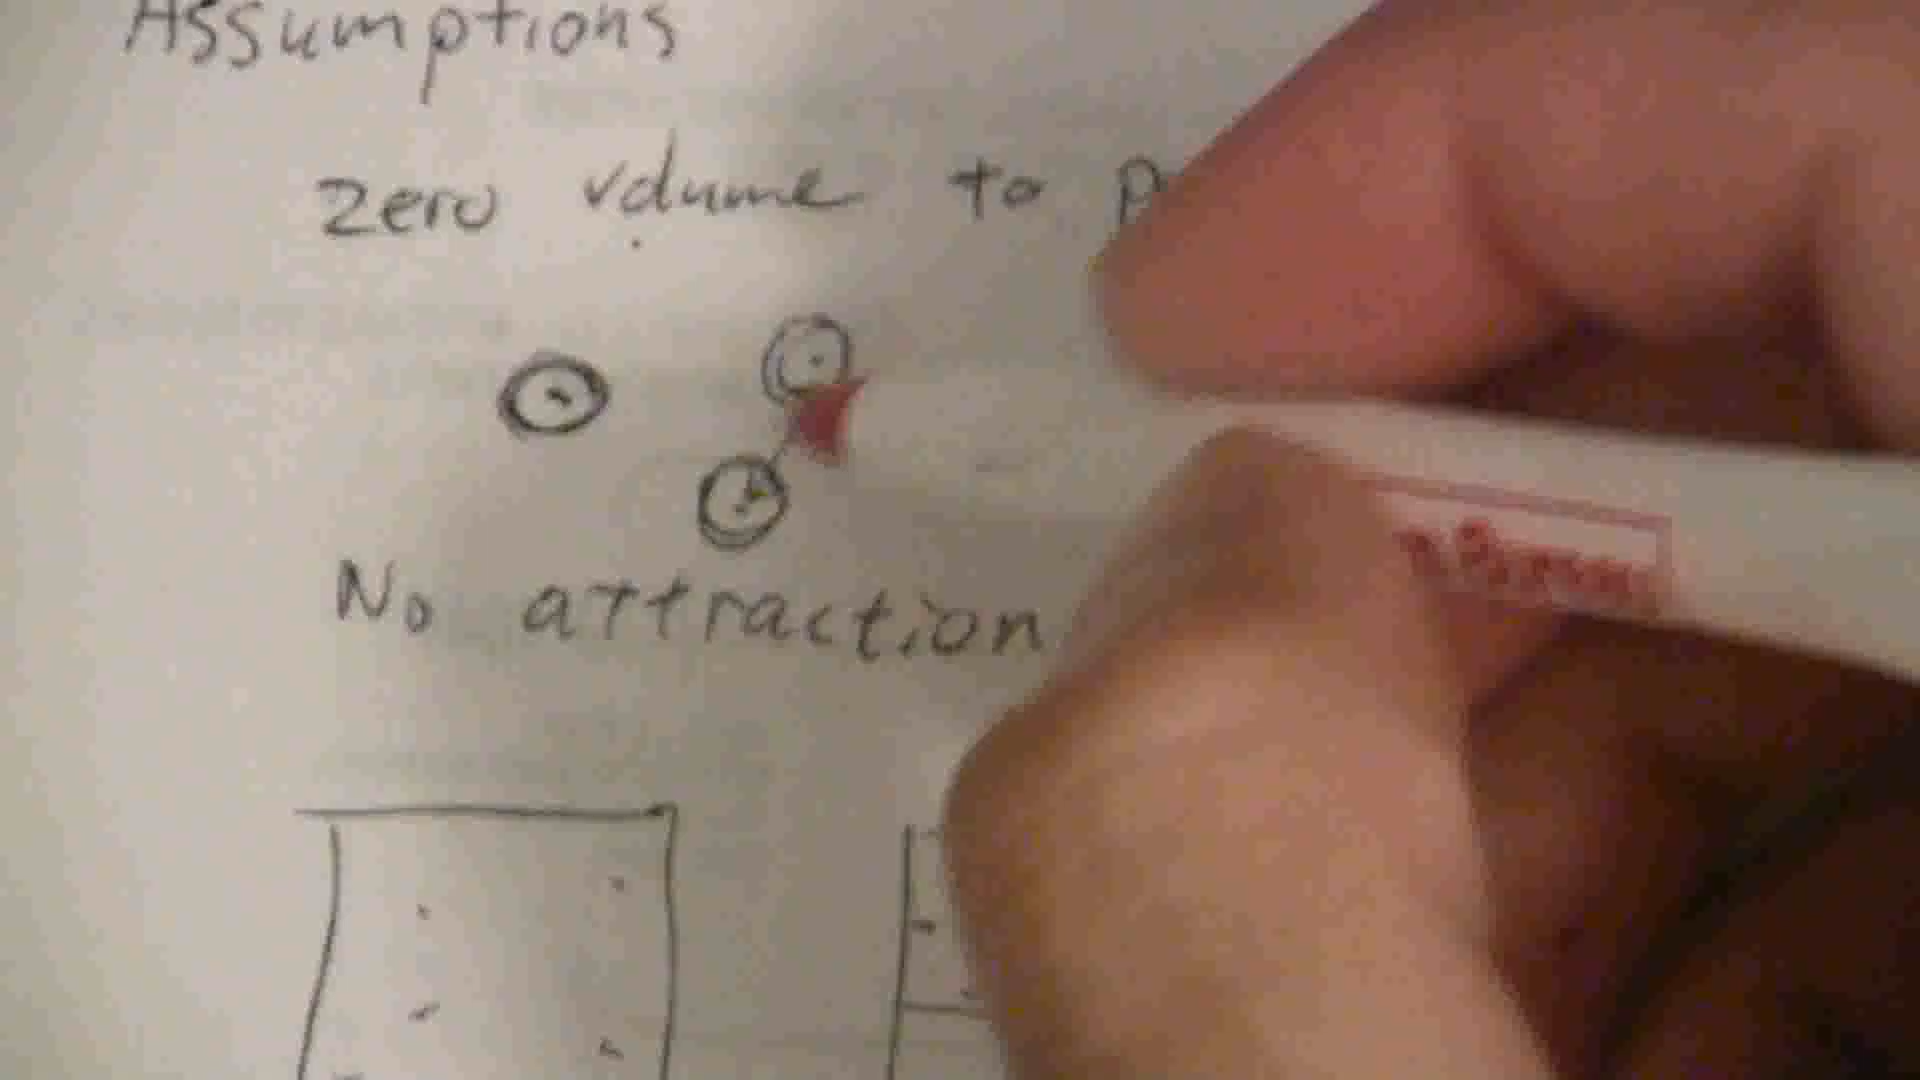 Assumptions
zero volume to
No attraction